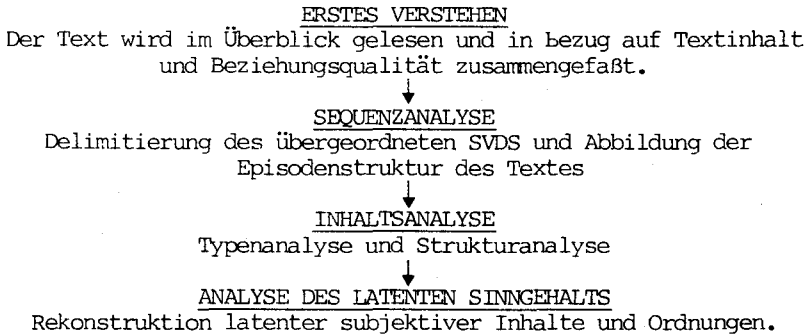 ERSTES VERSTEHEN
Der Text wird im Überblick gelesen und in bezug auf Textinhalt
und Beziehungsqualität zusammengefaßt.
SEQUENZANALYSE
Delimitierung des übergeordneten SVDS und Abbildung der
Episodenstruktur des Textes
INHALTSANALYSE
Typenanalyse und Strukturanalyse
ANALYSE DES LATENTEN SINNGEHALTS
Rekonstruktion latenter subjektiver Inhalte und Ordnungen.